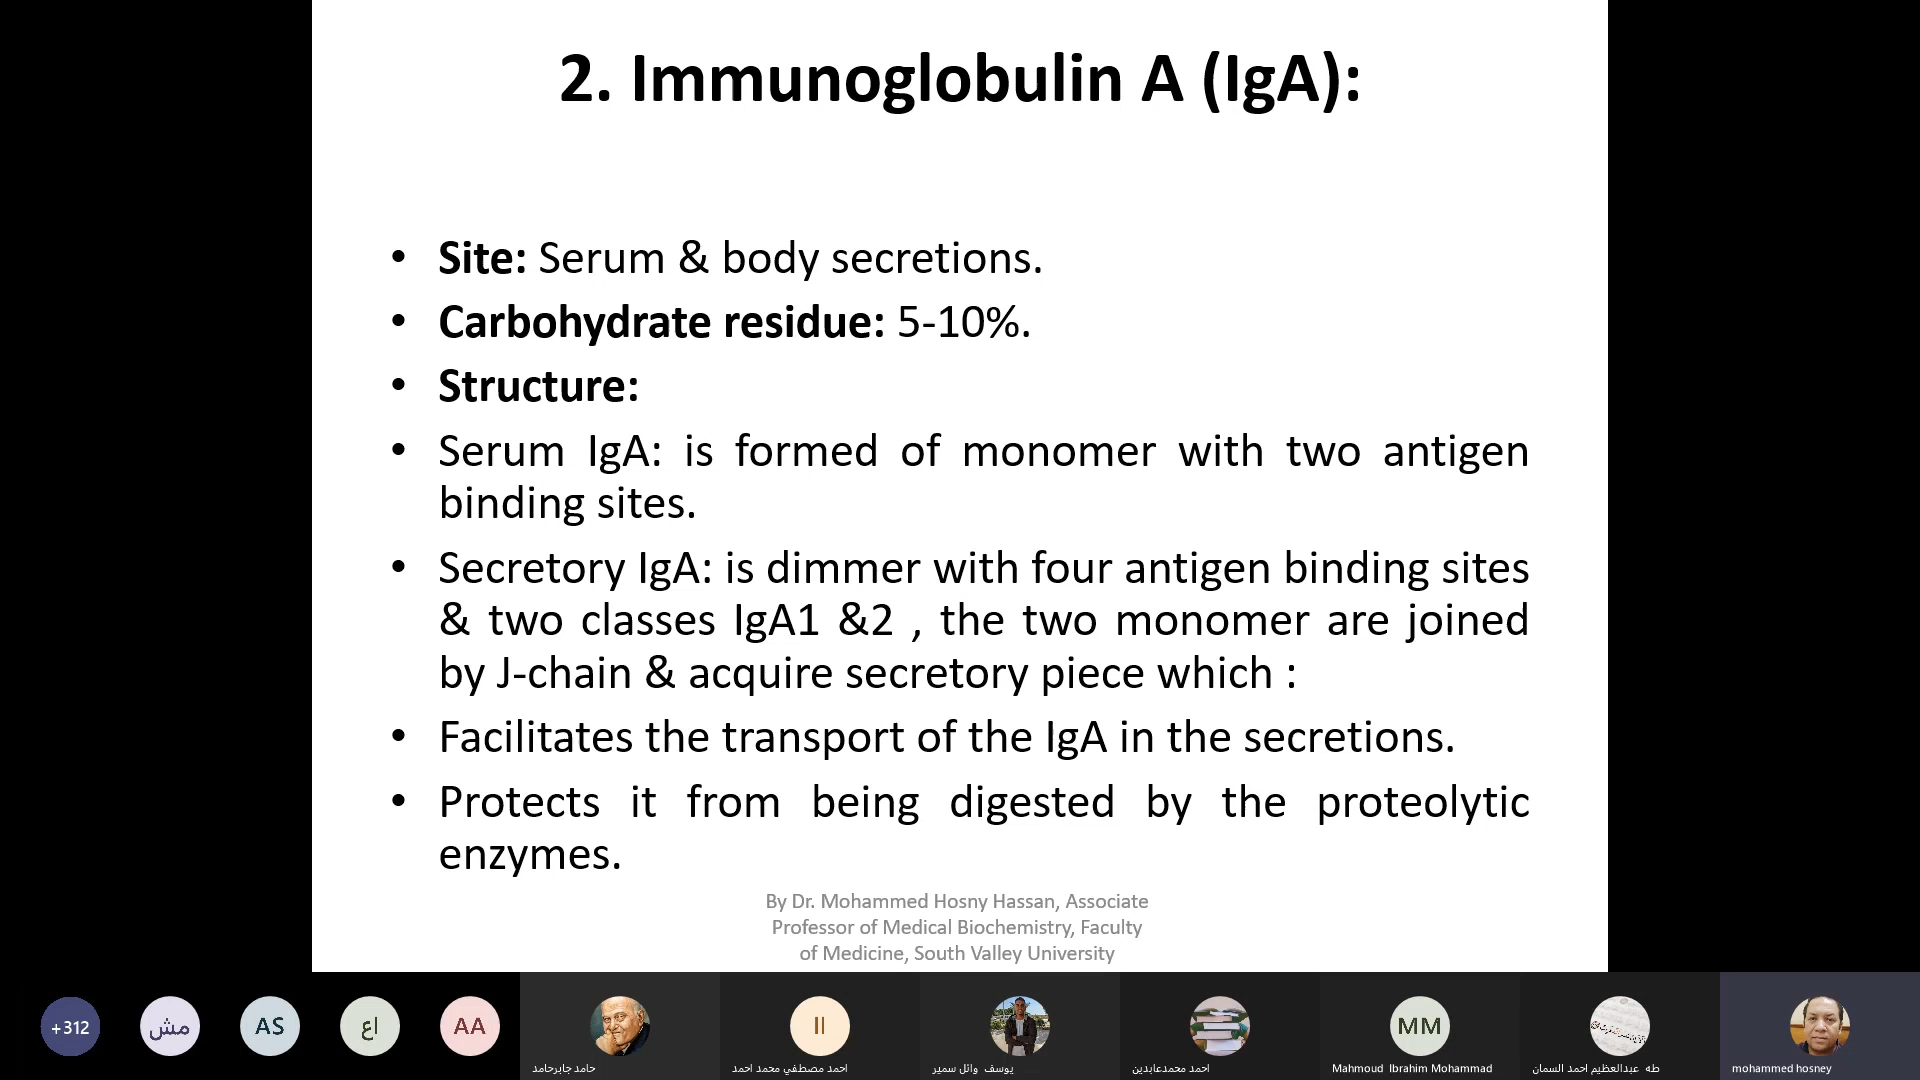 2. Immunoglobulin A (IgA):
• Site: Serum & body secretions.
• Carbohydrate residue: 5-10%.
• Structure:
• Serum IgA: is formed of monomer with two antigen
binding sites.
• Secretory IgA: is dimmer with four antigen binding sites
& two classes IgA1 &2 , the two monomer are joined
by J-chain & acquire secretory piece which :
• Facilitates the transport of the IgA in the secretions.
• Protects it from being digested by the proteolytic
enzymes.
By Dr. Mohammed Hosny Hassan, Associate
Professor of Medical Biochemistry, Faculty
of Medicine, South Valley University
+312
مش
AS
اع
AA
حامد جابرحامد
II
احمد مصطفي محمد احمد
يوسف وائل سمير
احمد محمدعابدين
MM
Mahmoud Ibrahim Mohammad
طه عبدالعظيم احمد السمان
mohammed hosney